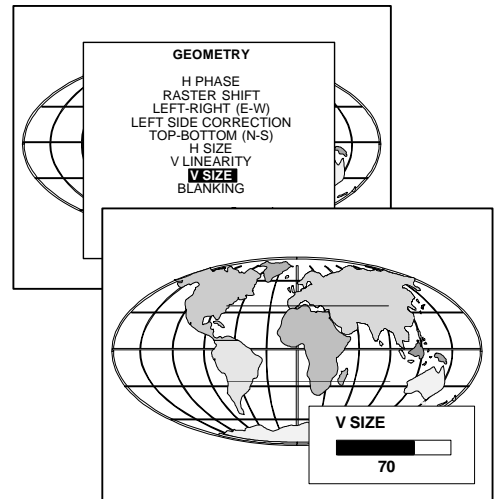 GEOMETRY
H PHASE
RASTER SHIFT
LEFT-RIGHT (E-W)
LEFT SIDE CORRECTION
TOP-BOTTOM (N-S)
H SIZE
V LINEARITY
V SIZE
BLANKING
V SIZE
70